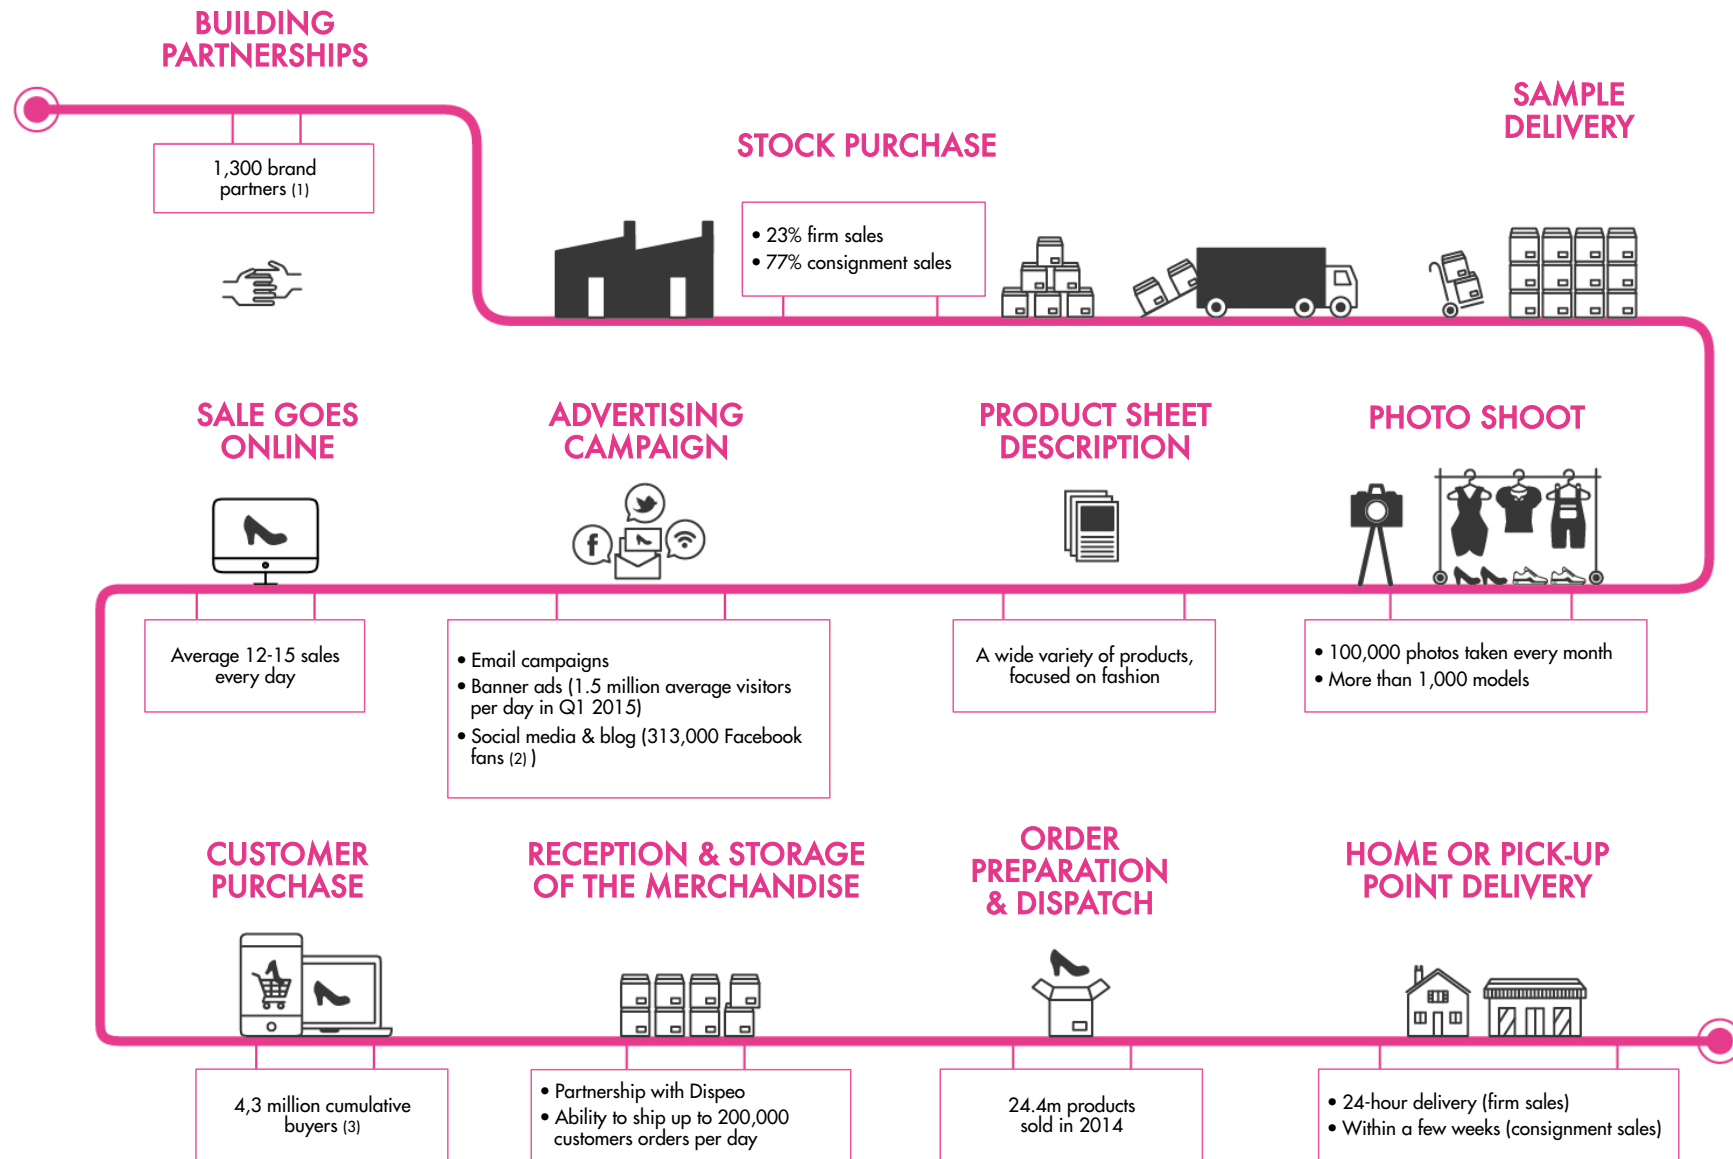 BUILDING
PARTNERSHIPS
1,300 brand
partners (1)
STOCK PURCHASE
• 23% firm sales
• 77% consignment sales
SAMPLE
DELIVERY
PHOTO SHOOT
• 100,000 photos taken every month
• More than 1,000 models
PRODUCT SHEET
DESCRIPTION
A wide variety of products,
focused on fashion
ADVERTISING
CAMPAIGN
f
• Email campaigns
• Banner ads (1.5 million average visitors
per day in Q1 2015)
• Social media & blog (313,000 Facebook
fans (2) )
SALE GOES
ONLINE
Average 12-15 sales
every day
CUSTOMER
PURCHASE
4,3 million cumulative
buyers (3)
RECEPTION & STORAGE
OF THE MERCHANDISE
• Partnership with Dispeo
• Ability to ship up to 200,000
customers orders per day
ORDER
PREPARATION
& DISPATCH
24.4m products
sold in 2014
HOME OR PICK-UP
POINT DELIVERY
• 24-hour delivery (firm sales)
• Within a few weeks (consignment sales)